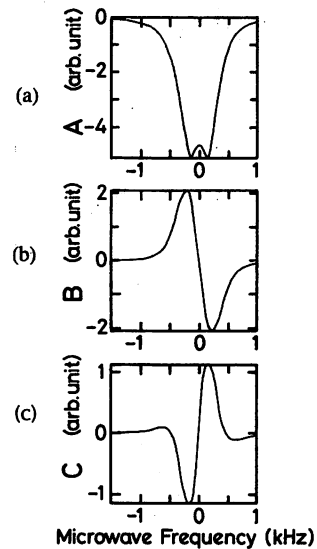 (a)
A (arb.unit)
0
-2
-4
-1 0 1
(b)
B (arb.unit)
2
0
-2
-1 0 1
(c)
C (arb.unit)
1
0
-1
-1 0 1
Microwave Frequency (kHz)